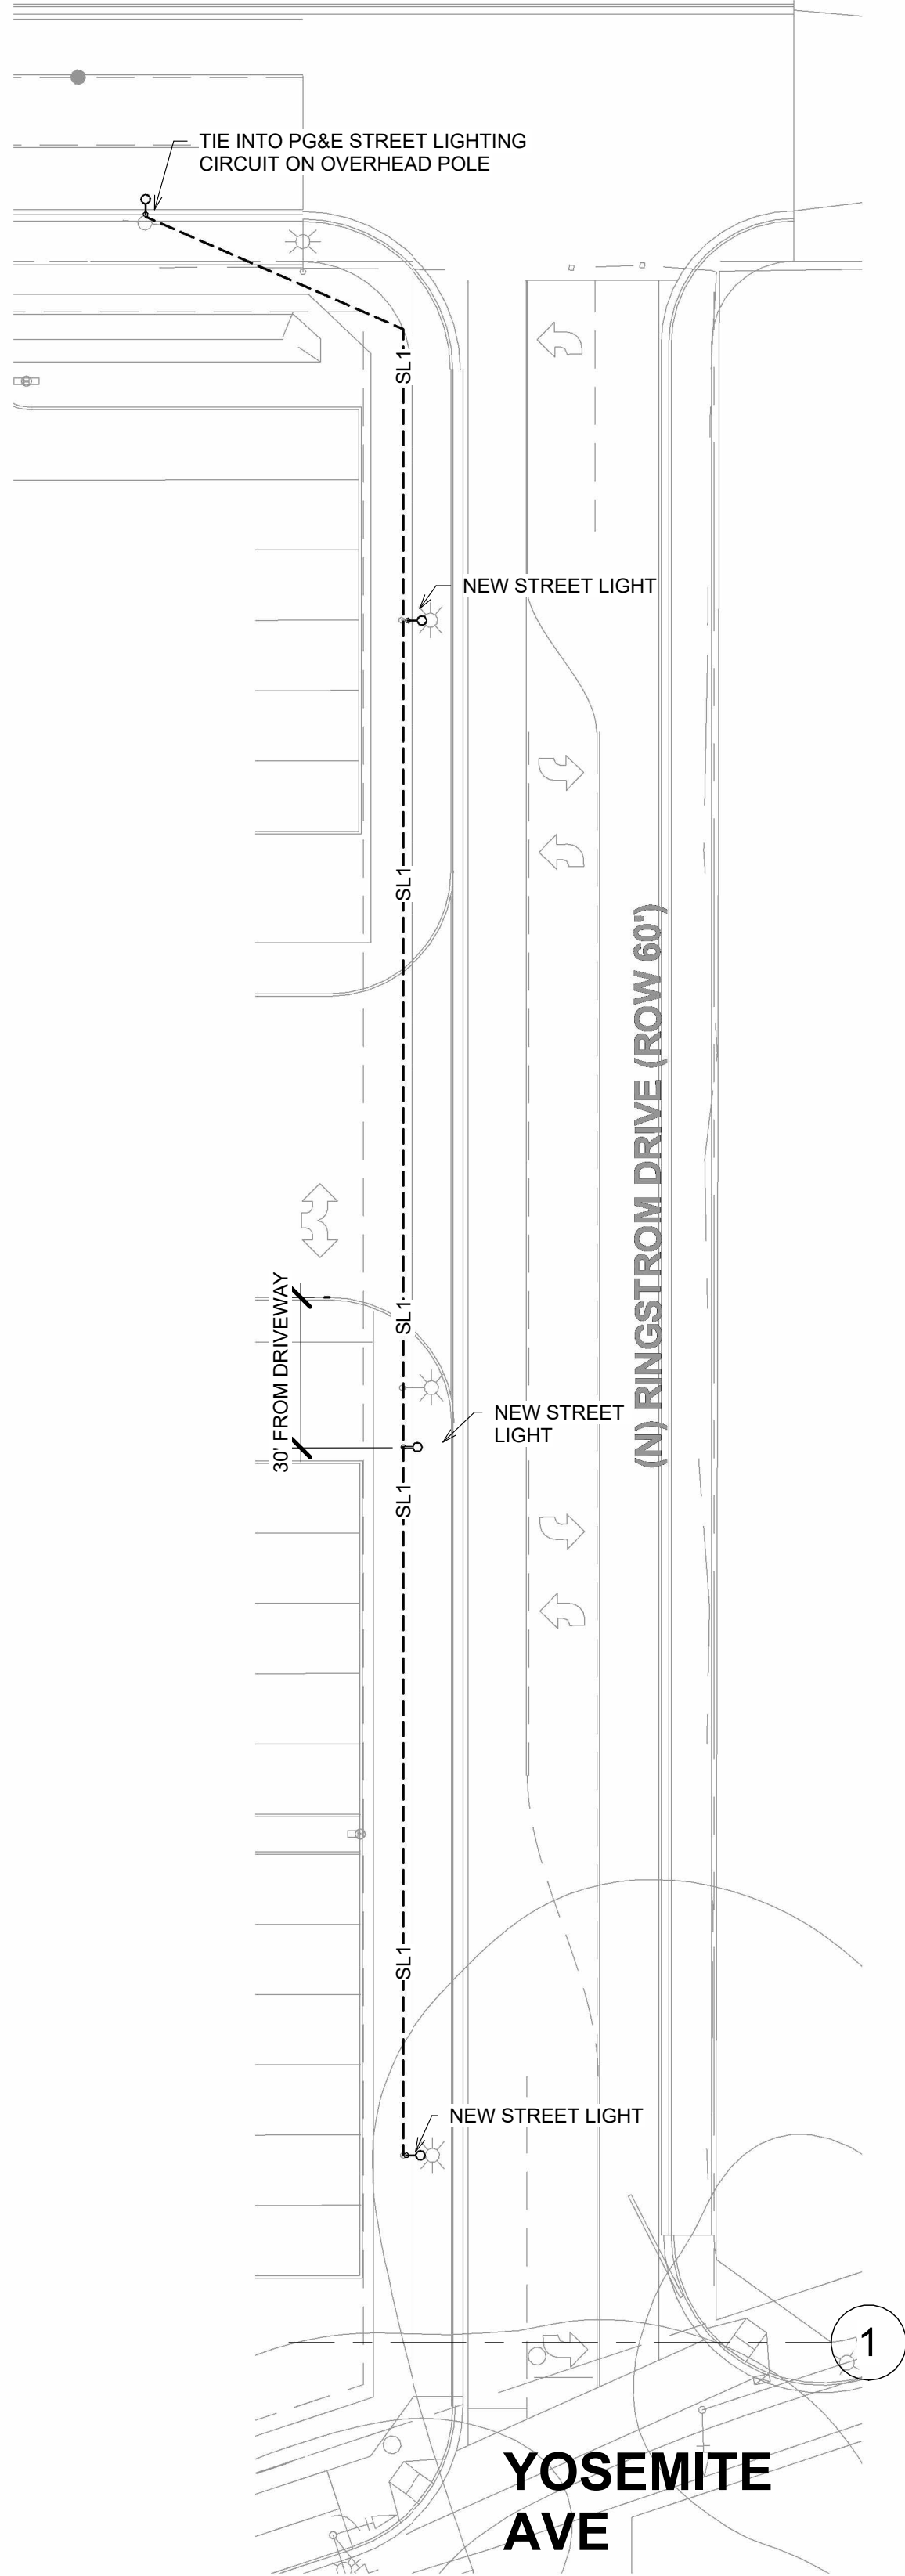 TIE INTO PG&E STREET LIGHTING
CIRCUIT ON OVERHEAD POLE
SL1
NEW STREET LIGHT
SL1
(N) RINGSTROM DRIVE (ROW 60')
30' FROM DRIVEWAY
SL1
NEW STREET
LIGHT
SL1
SL1
NEW STREET LIGHT
1
YOSEMITE
AVE